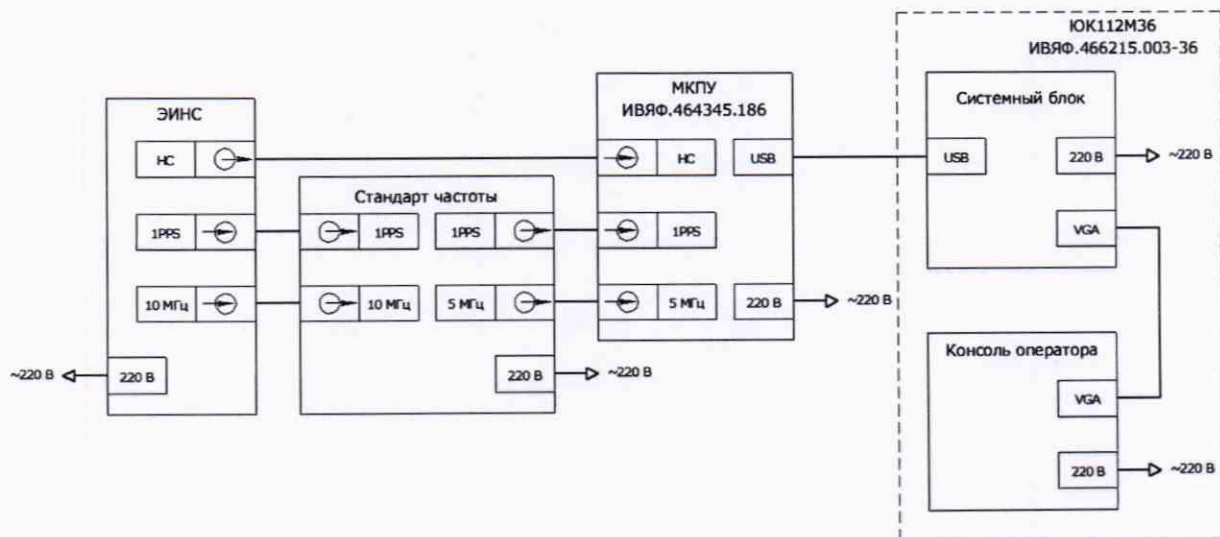 ЮК112М36
ИВЯФ.466215.003-36
ЭИНС
НС
1PPS
10 МГц
220 В
~220 В
Стандарт частоты
1PPS
1PPS
10 МГц
5 МГц
220 В
~220 В
МКПУ
ИВЯФ.464345.186
НС
USB
1PPS
5 МГц
220 В
~220 В
Системный блок
USB
220 В
~220 В
VGA
Консоль оператора
VGA
220 В
~220 В